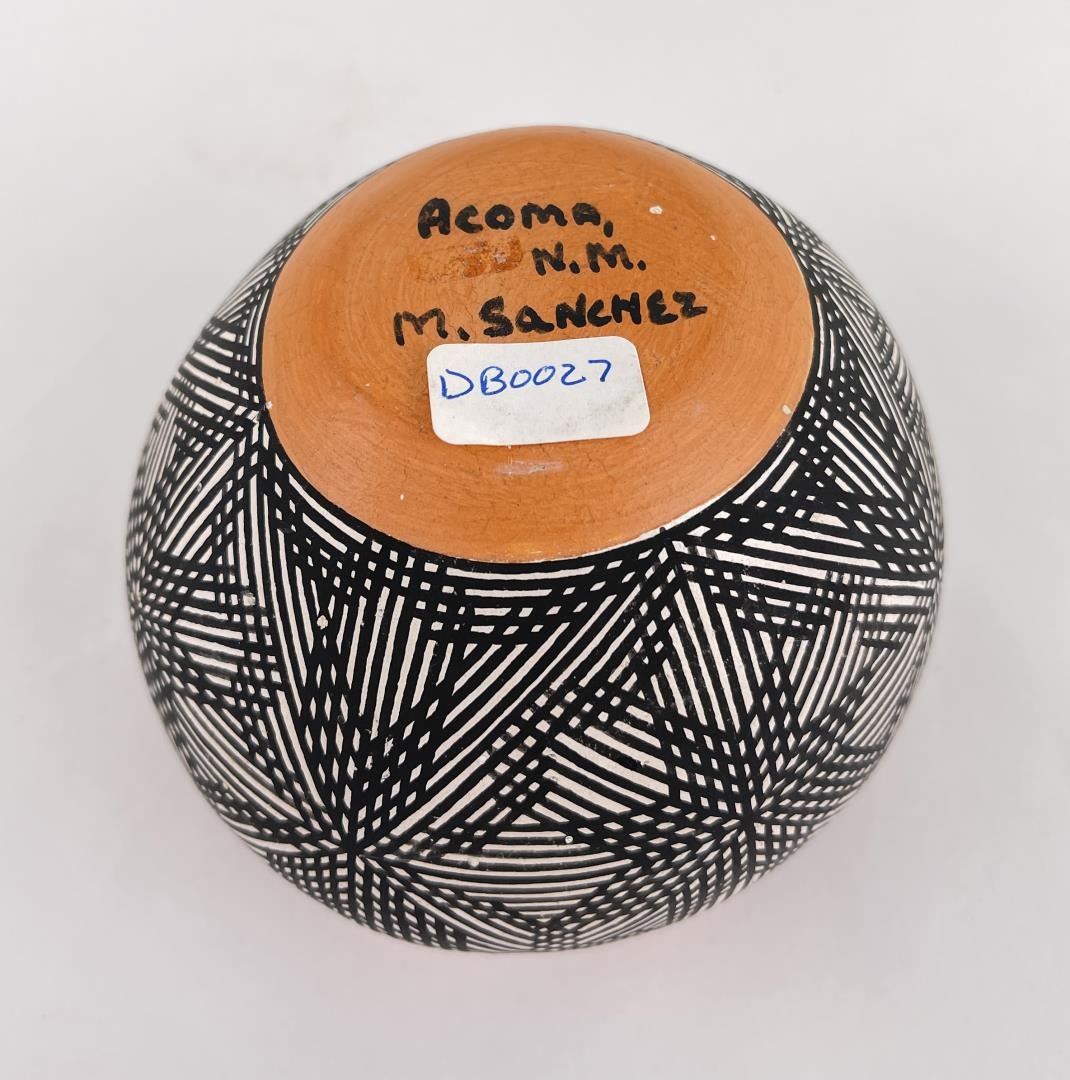 ACOMA,
N.M.
M. SANCHEZ
DB0027